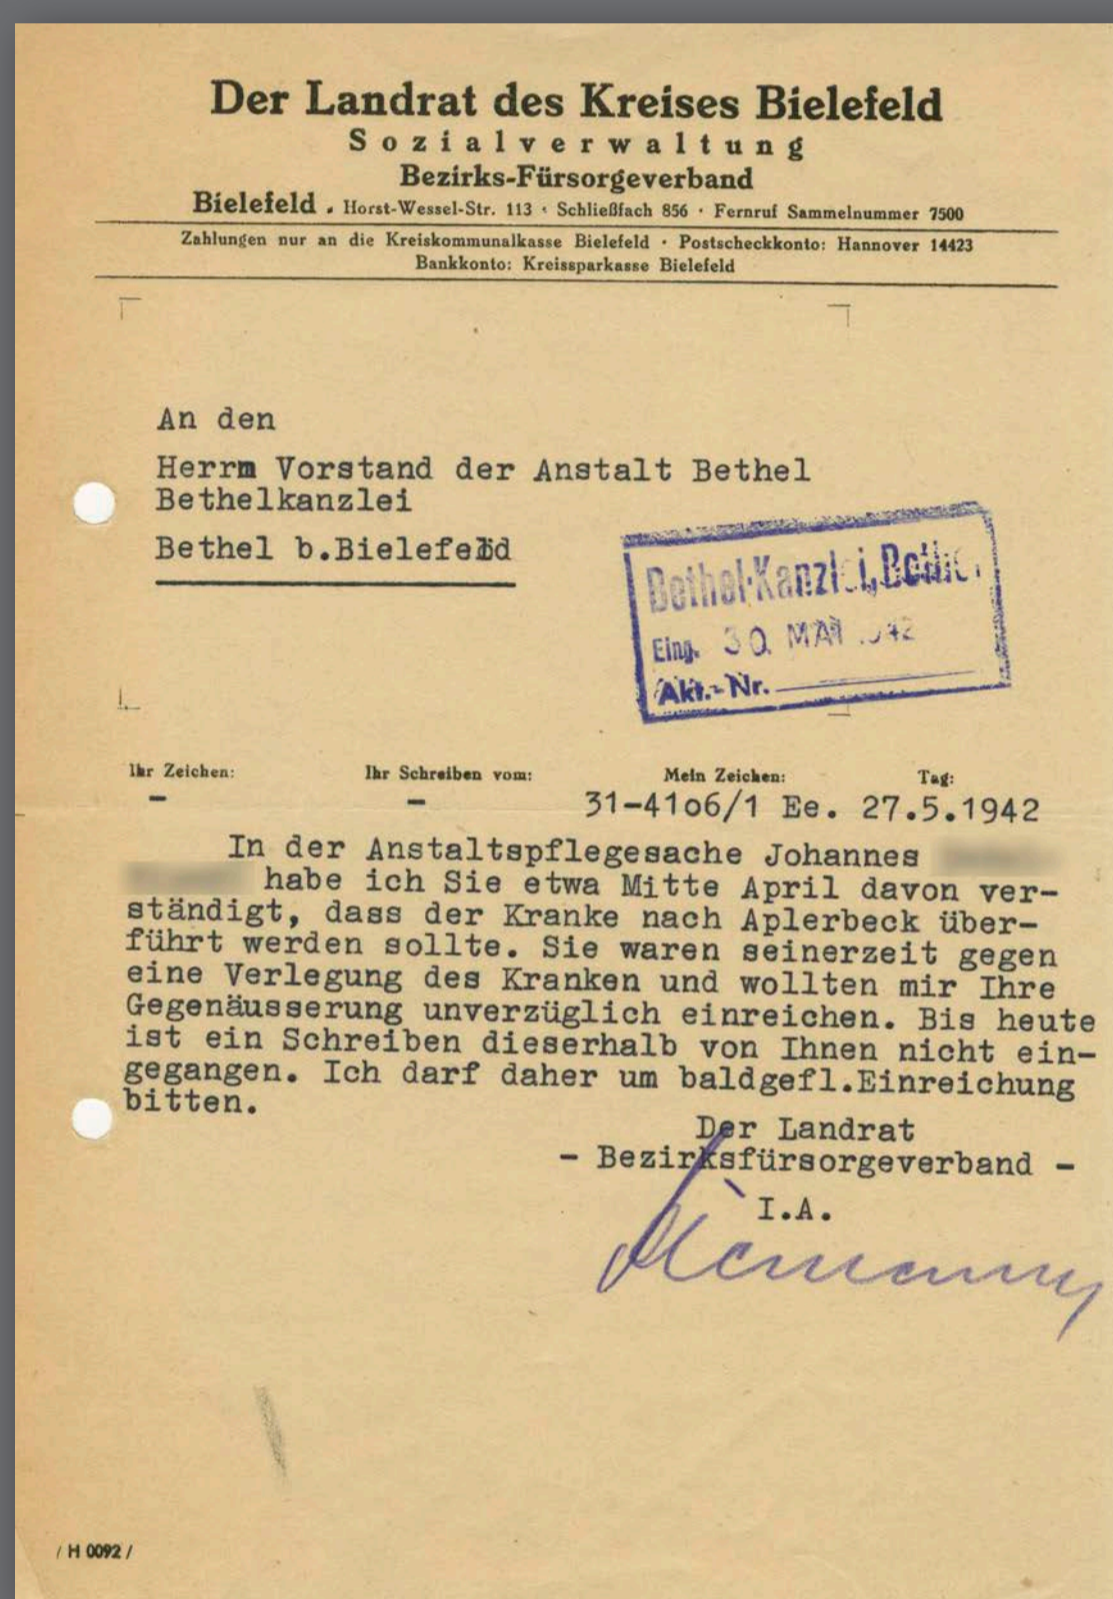 Der Landrat des Kreises Bielefeld
Sozialverwaltung
Bezirks-Fürsorgeverband
Bielefeld . Horst-Wessel-Str. 113 · Schließfach 856 · Fernruf Sammelnummer 7500
Zahlungen nur an die Kreiskommunalkasse Bielefeld · Postscheckkonto: Hannover 14423
Bankkonto: Kreissparkasse Bielefeld
An den
Herrn Vorstand der Anstalt Bethel
Bethelkanzlei
Bethel b.Bielefeld
Bethel-Kanzlei, Bethel
Eing. 30. MAI 1942
Akt.-Nr.
Ihr Zeichen: Ihr Schreiben vom: Mein Zeichen: Tag:
– – 31-4106/1 Ee. 27.5.1942
In der Anstaltspflegesache Johannes
habe ich Sie etwa Mitte April davon ver-
ständigt, dass der Kranke nach Aplerbeck über-
führt werden sollte. Sie waren seinerzeit gegen
eine Verlegung des Kranken und wollten mir Ihre
Gegenäusserung unverzüglich einreichen. Bis heute
ist ein Schreiben dieserhalb von Ihnen nicht ein-
gegangen. Ich darf daher um baldgefl.Einreichung
bitten.
Der Landrat
- Bezirksfürsorgeverband -
I.A.
/ H 0092 /